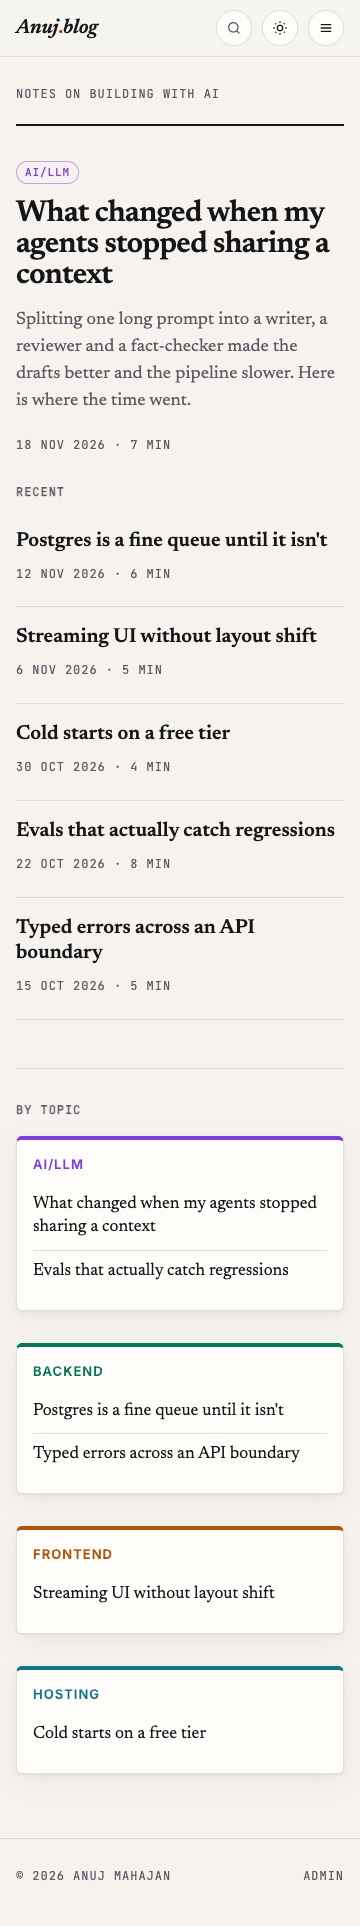 Anuj.blog
NOTES ON BUILDING WITH AI
AI/LLM
What changed when my
agents stopped sharing a
context
Splitting one long prompt into a writer, a
reviewer and a fact-checker made the
drafts better and the pipeline slower. Here
is where the time went.
18 NOV 2026 · 7 MIN
RECENT
Postgres is a fine queue until it isn't
12 NOV 2026 · 6 MIN
Streaming UI without layout shift
6 NOV 2026 · 5 MIN
Cold starts on a free tier
30 OCT 2026 · 4 MIN
Evals that actually catch regressions
22 OCT 2026 · 8 MIN
Typed errors across an API
boundary
15 OCT 2026 · 5 MIN
BY TOPIC
AI/LLM
What changed when my agents stopped
sharing a context
Evals that actually catch regressions
BACKEND
Postgres is a fine queue until it isn't
Typed errors across an API boundary
FRONTEND
Streaming UI without layout shift
HOSTING
Cold starts on a free tier
© 2026 ANUJ MAHAJAN
ADMIN